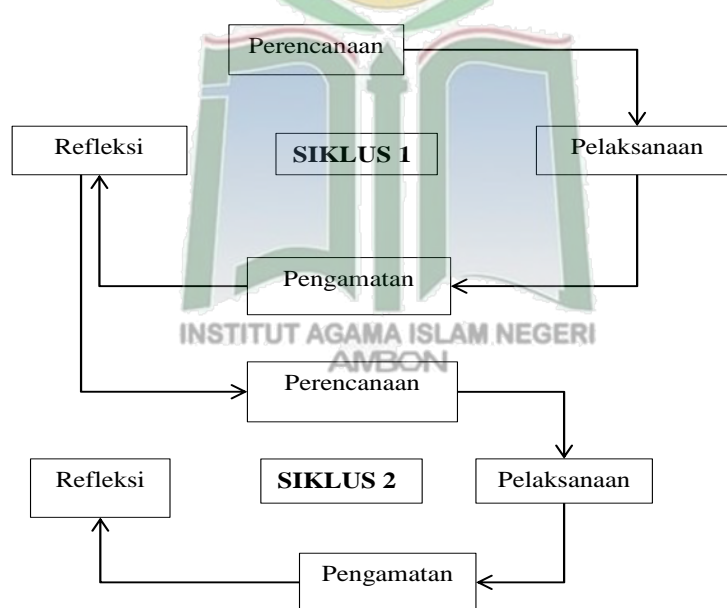 Perencanaan
Refleksi
SIKLUS 1
Pelaksanaan
Pengamatan
INSTITUT AGAMA ISLAM NEGERI
AMBON
Perencanaan
Refleksi
SIKLUS 2
Pelaksanaan
Pengamatan